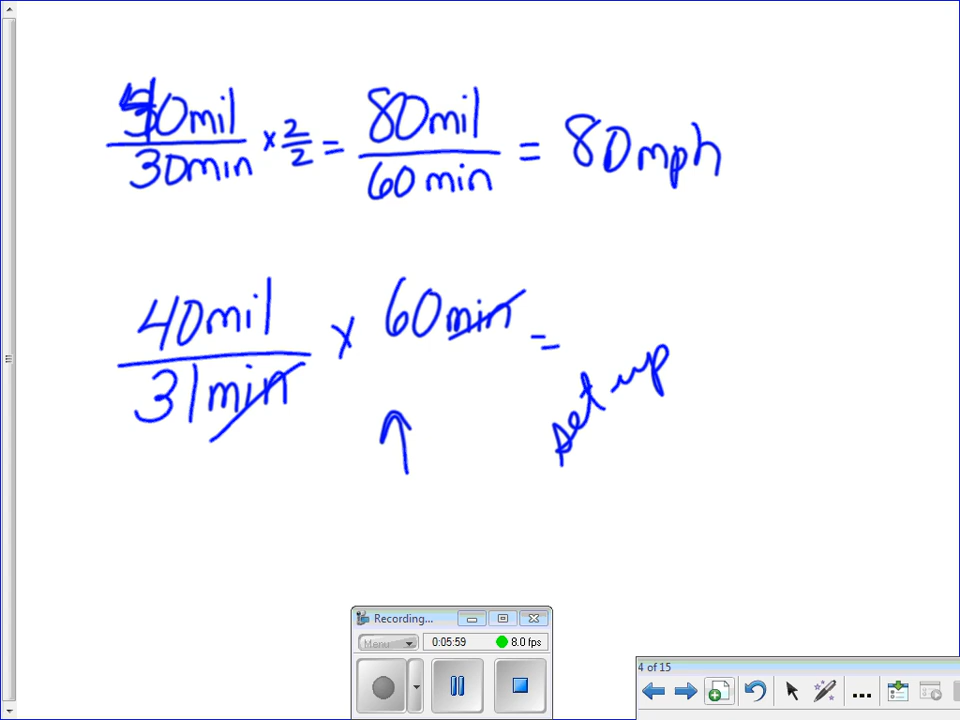 40mil
30min × 2/2 = 80mil
60min = 80mph
40mil
31min × 60min =
set up
↑
Recording...
Menu
0:05:59
8.0 fps
4 of 15
...